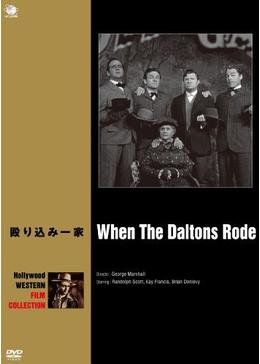 殴り込み一家
When The Daltons Rode
Director: George Marshall
Starring: Randolph Scott, Kay Francis, Brian Donlevy
Hollywood
WESTERN
FILM
COLLECTION
DVD